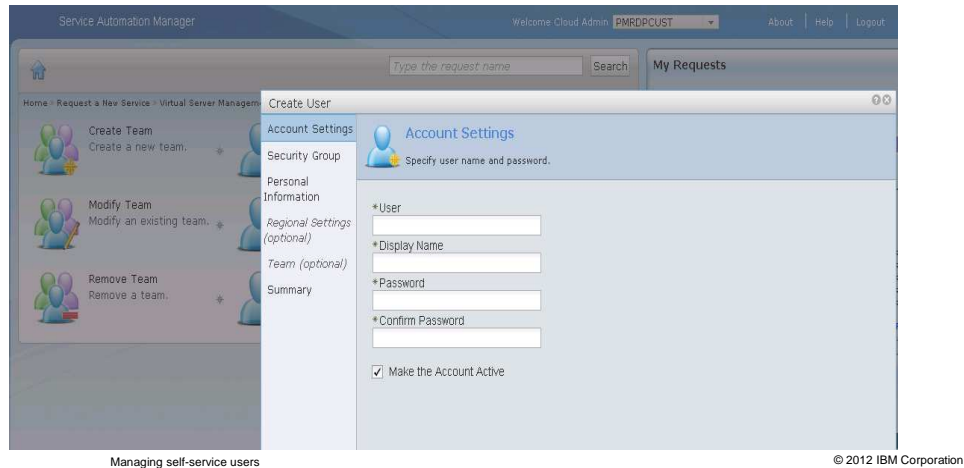 Service Automation Manager
Welcome Cloud Admin PMRDPCUST
About Help Logout
Type the request name
Search
My Requests
Home Request a New Service Virtual Server Managem
Create Team
Create a new team.
Modify Team
Modify an existing team.
Remove Team
Remove a team.
Create User
Account Settings
Security Group
Personal
Information
Regional Settings
(optional)
Team (optional)
Summary
Account Settings
Specify user name and password.
*User
*Display Name
*Password
*Confirm Password
Make the Account Active
Managing self-service users
© 2012 IBM Corporation